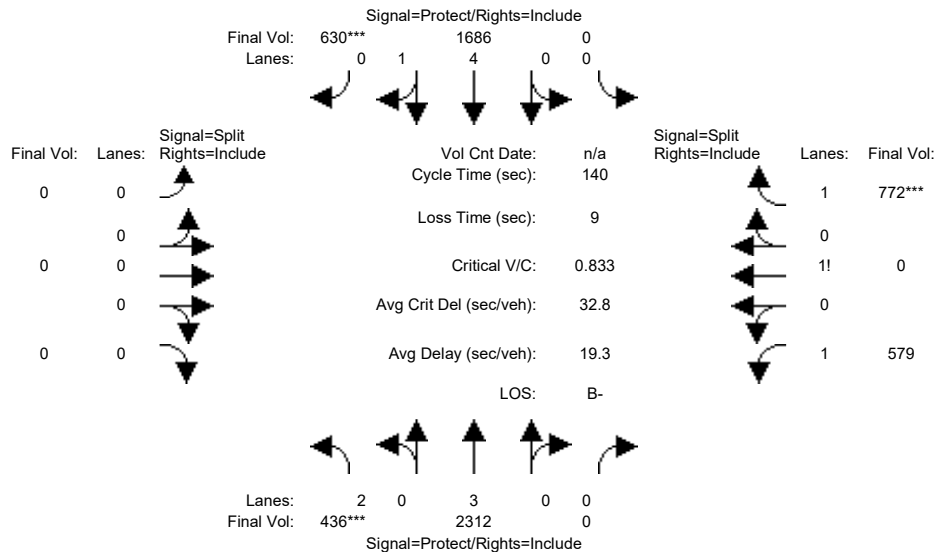 Signal=Protect/Rights=Include
Final Vol: 630*** 1686 0
Lanes: 0 1 4 0 0
Signal=Split
Final Vol: Lanes: Rights=Include
Vol Cnt Date: n/a
Signal=Split
Rights=Include Lanes: Final Vol:
Cycle Time (sec): 140
0 0
1 772***
Loss Time (sec): 9
0
0
0 0
Critical V/C: 0.833
1! 0
0
Avg Crit Del (sec/veh): 32.8
0
0 0
Avg Delay (sec/veh): 19.3
1 579
LOS: B-
Lanes: 2 0 3 0 0
Final Vol: 436*** 2312 0
Signal=Protect/Rights=Include